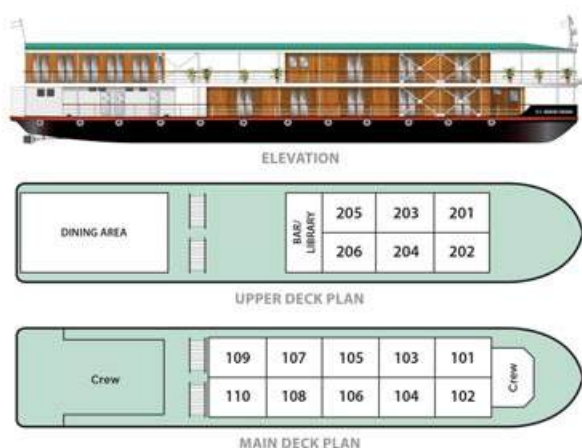 ELEVATION
DINING AREA
BAR/
LIBRARY
205 203 201
206 204 202
UPPER DECK PLAN
Crew
109 107 105 103 101
110 108 106 104 102
Crew
MAIN DECK PLAN